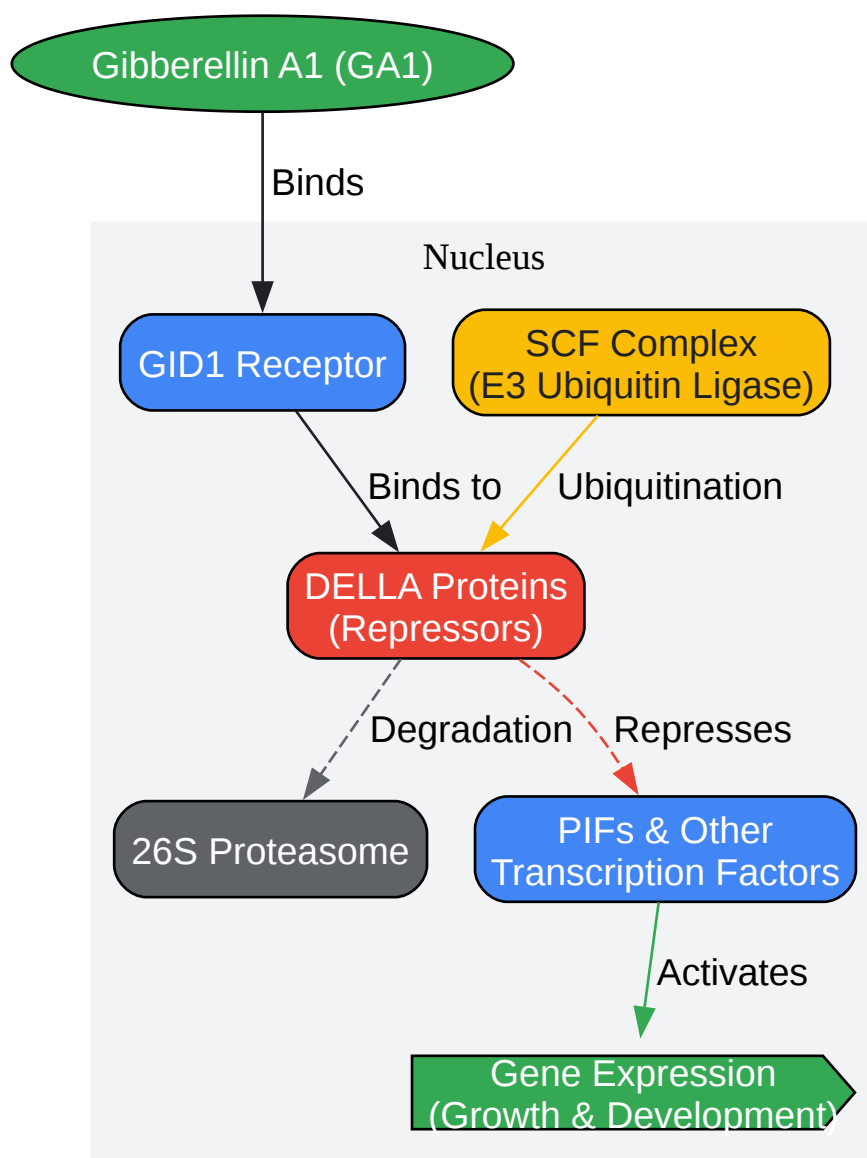 Gibberellin A1 (GA1)
Binds
Nucleus
GID1 Receptor
SCF Complex
(E3 Ubiquitin Ligase)
Binds to
Ubiquitination
DELLA Proteins
(Repressors)
Degradation
Represses
26S Proteasome
PIFs & Other
Transcription Factors
Activates
Gene Expression
(Growth & Development)